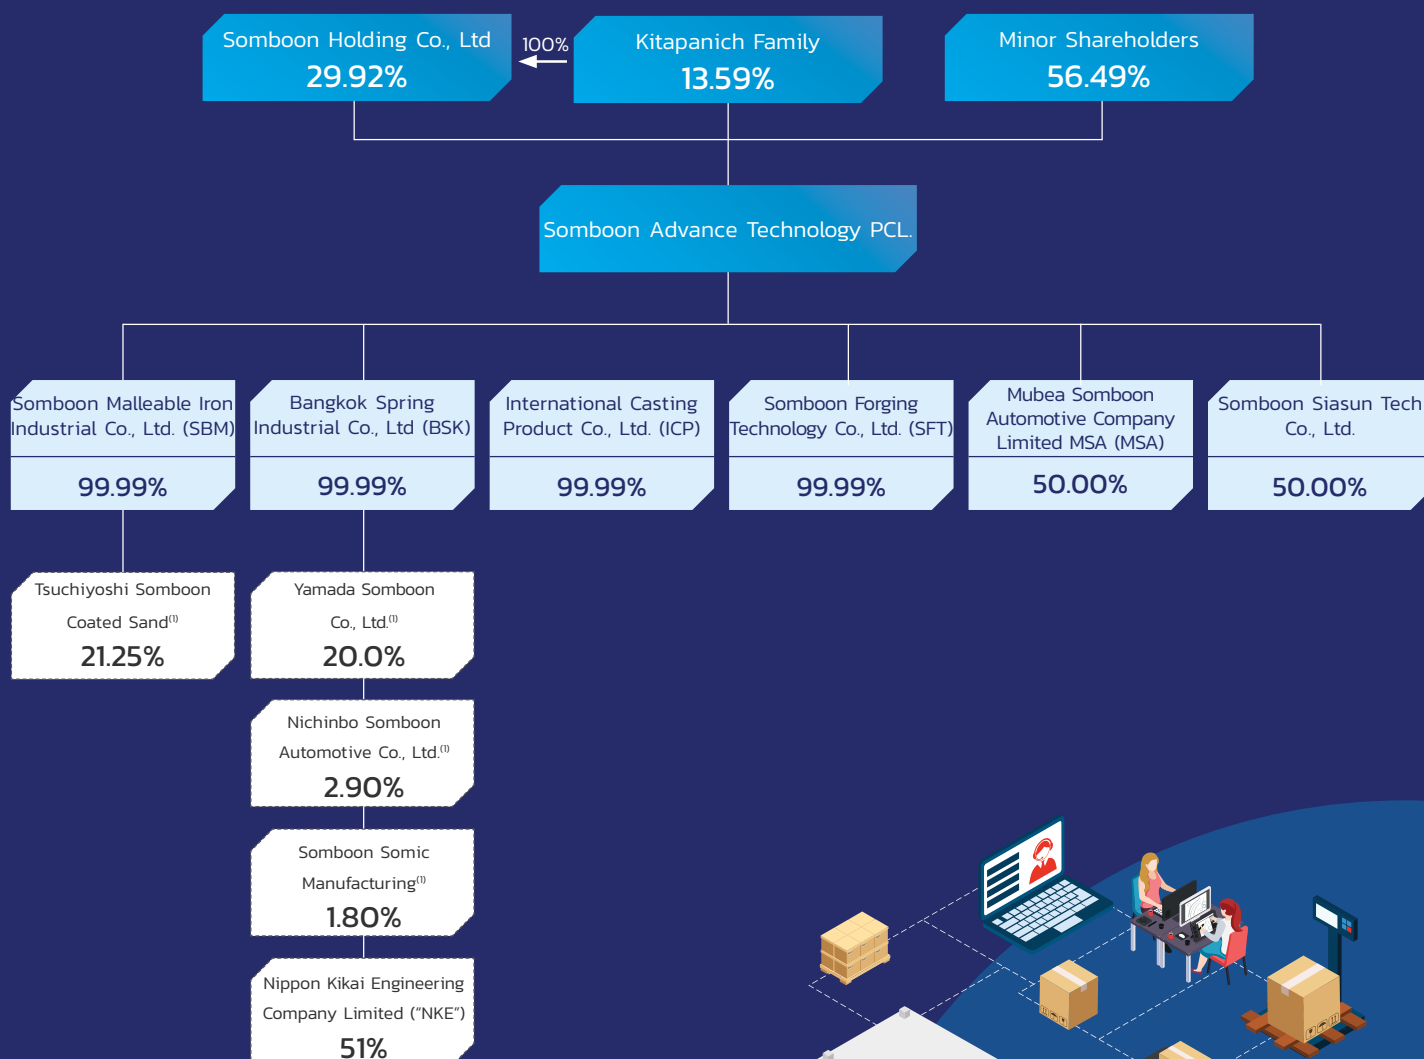 Somboon Holding Co., Ltd
29.92%
100%
Kitapanich Family
13.59%
Minor Shareholders
56.49%
Somboon Advance Technology PCL.
Somboon Malleable Iron
Industrial Co., Ltd. (SBM)
99.99%
Bangkok Spring
Industrial Co., Ltd (BSK)
99.99%
International Casting
Product Co., Ltd. (ICP)
99.99%
Somboon Forging
Technology Co., Ltd. (SFT)
99.99%
Mubea Somboon
Automotive Company
Limited MSA (MSA)
50.00%
Somboon Siasun Tech
Co., Ltd.
50.00%
Tsuchiyoshi Somboon
Coated Sand(1)
21.25%
Yamada Somboon
Co., Ltd.(1)
20.0%
Nichinbo Somboon
Automotive Co., Ltd.(1)
2.90%
Somboon Somic
Manufacturing(1)
1.80%
Nippon Kikai Engineering
Company Limited ("NKE")
51%